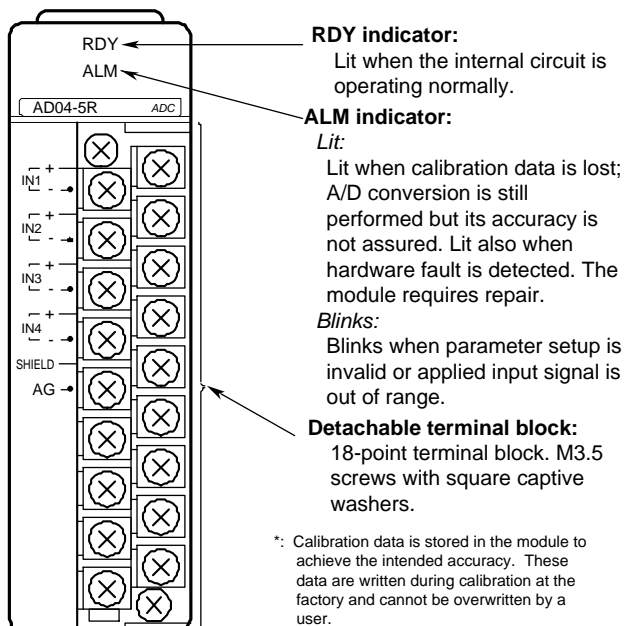 RDY
ALM
AD04-5R ADC
IN1 + -
IN2 + -
IN3 + -
IN4 + -
SHIELD
AG
RDY indicator:
Lit when the internal circuit is
operating normally.
ALM indicator:
Lit:
Lit when calibration data is lost;
A/D conversion is still
performed but its accuracy is
not assured. Lit also when
hardware fault is detected. The
module requires repair.
Blinks:
Blinks when parameter setup is
invalid or applied input signal is
out of range.
Detachable terminal block:
18-point terminal block. M3.5
screws with square captive
washers.
*: Calibration data is stored in the module to
achieve the intended accuracy. These
data are written during calibration at the
factory and cannot be overwritten by a
user.